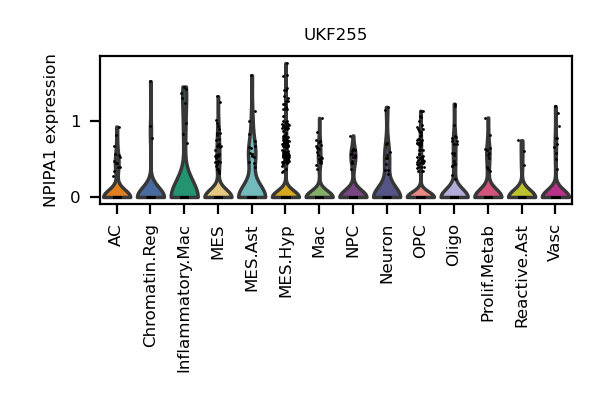 UKF255
NPIPA1 expression
1
0
AC
Chromatin.Reg
Inflammatory.Mac
MES
MES.Ast
MES.Hyp
Mac
NPC
Neuron
OPC
Oligo
Prolif.Metab
Reactive.Ast
Vasc